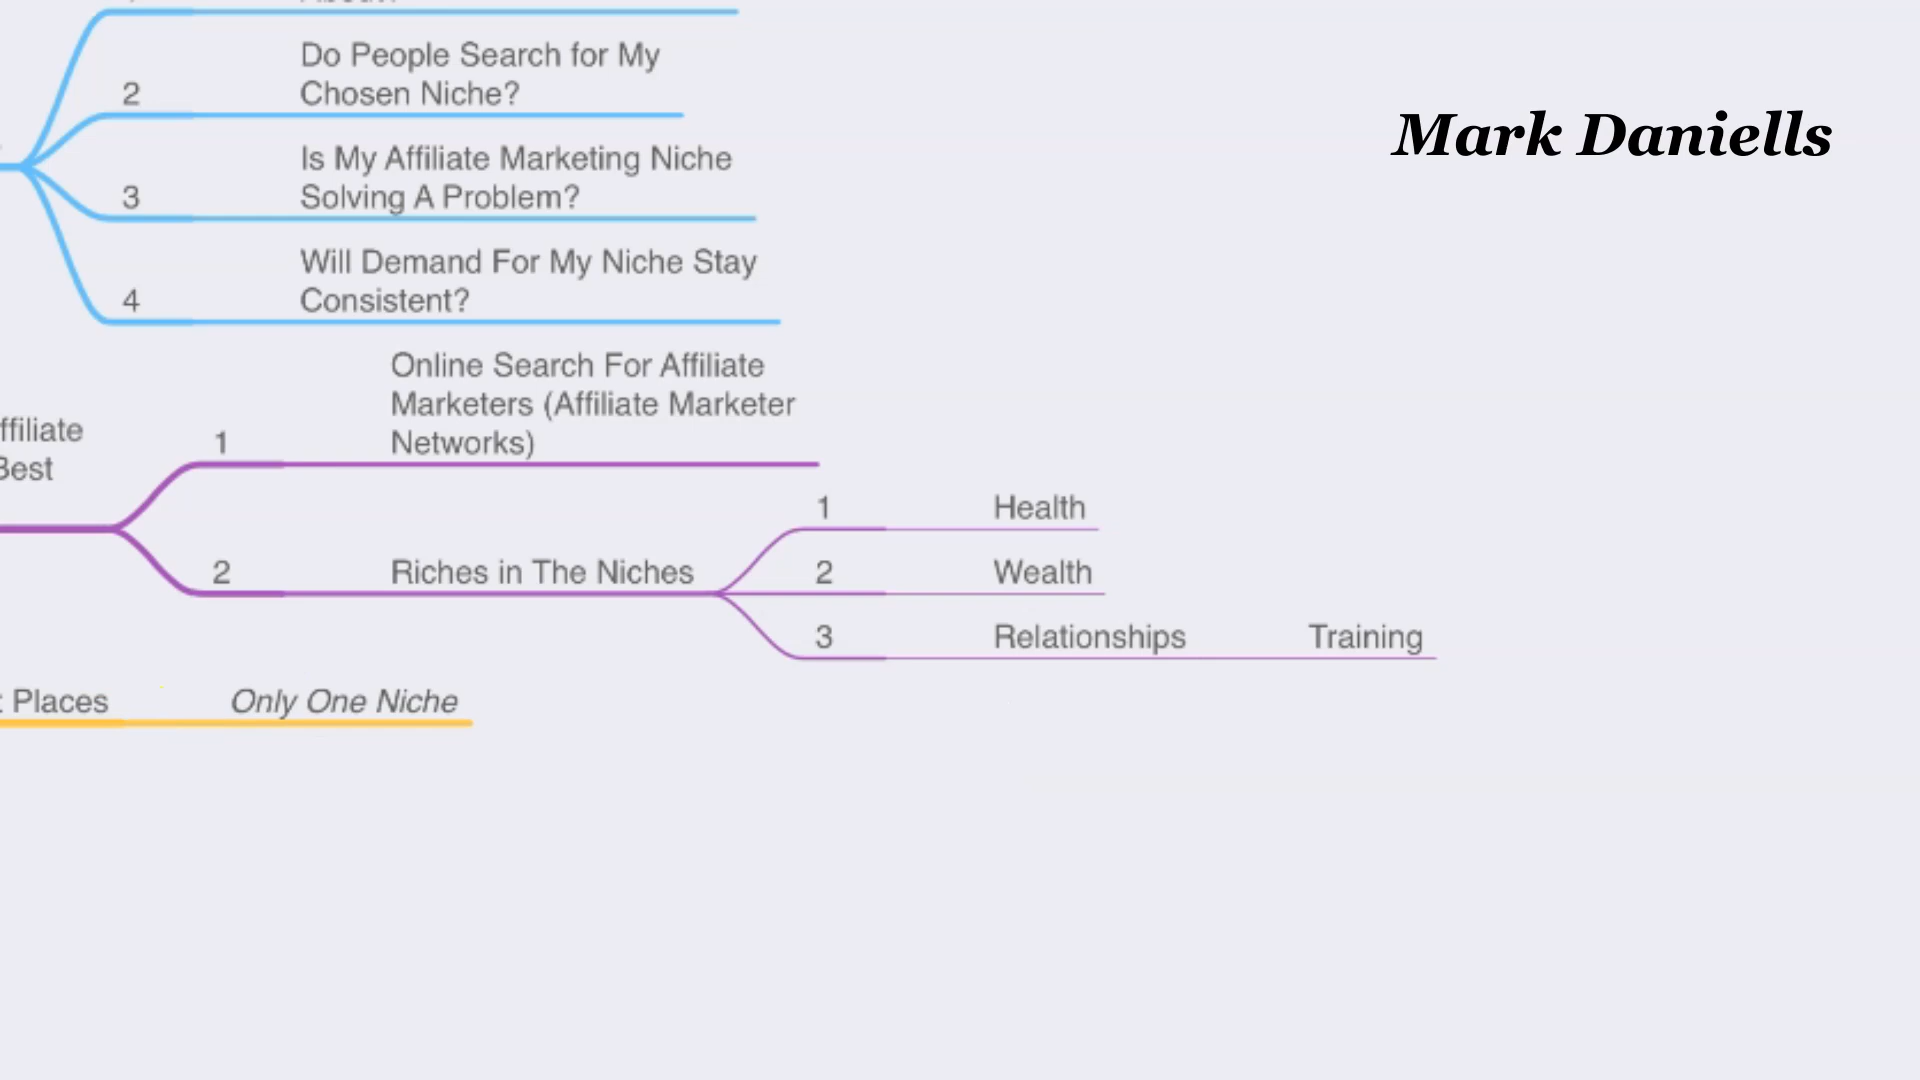 2
Do People Search for My
Chosen Niche?
Mark Daniells
3
Is My Affiliate Marketing Niche
Solving A Problem?
4
Will Demand For My Niche Stay
Consistent?
1
Online Search For Affiliate
Marketers (Affiliate Marketer
Networks)
ffiliate
Best
2
Riches in The Niches
1 Health
2 Wealth
3 Relationships Training
Places
Only One Niche